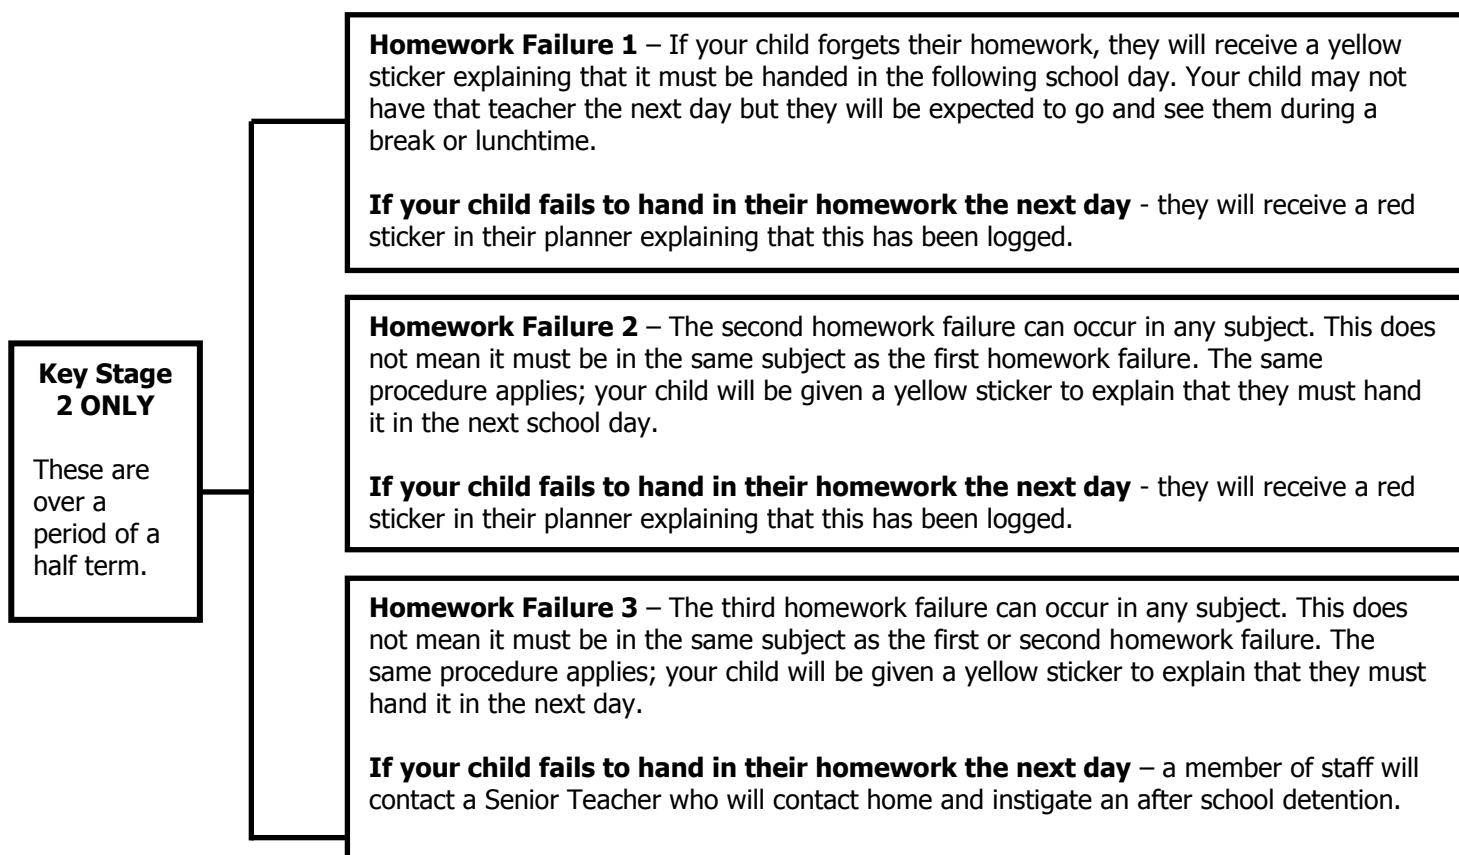 Key Stage
2 ONLY
These are
over a
period of a
half term.
Homework Failure 1 – If your child forgets their homework, they will receive a yellow
sticker explaining that it must be handed in the following school day. Your child may not
have that teacher the next day but they will be expected to go and see them during a
break or lunchtime.
If your child fails to hand in their homework the next day - they will receive a red
sticker in their planner explaining that this has been logged.
Homework Failure 2 – The second homework failure can occur in any subject. This does
not mean it must be in the same subject as the first homework failure. The same
procedure applies; your child will be given a yellow sticker to explain that they must hand
it in the next school day.
If your child fails to hand in their homework the next day - they will receive a red
sticker in their planner explaining that this has been logged.
Homework Failure 3 – The third homework failure can occur in any subject. This does
not mean it must be in the same subject as the first or second homework failure. The
same procedure applies; your child will be given a yellow sticker to explain that they must
hand it in the next day.
If your child fails to hand in their homework the next day – a member of staff will
contact a Senior Teacher who will contact home and instigate an after school detention.